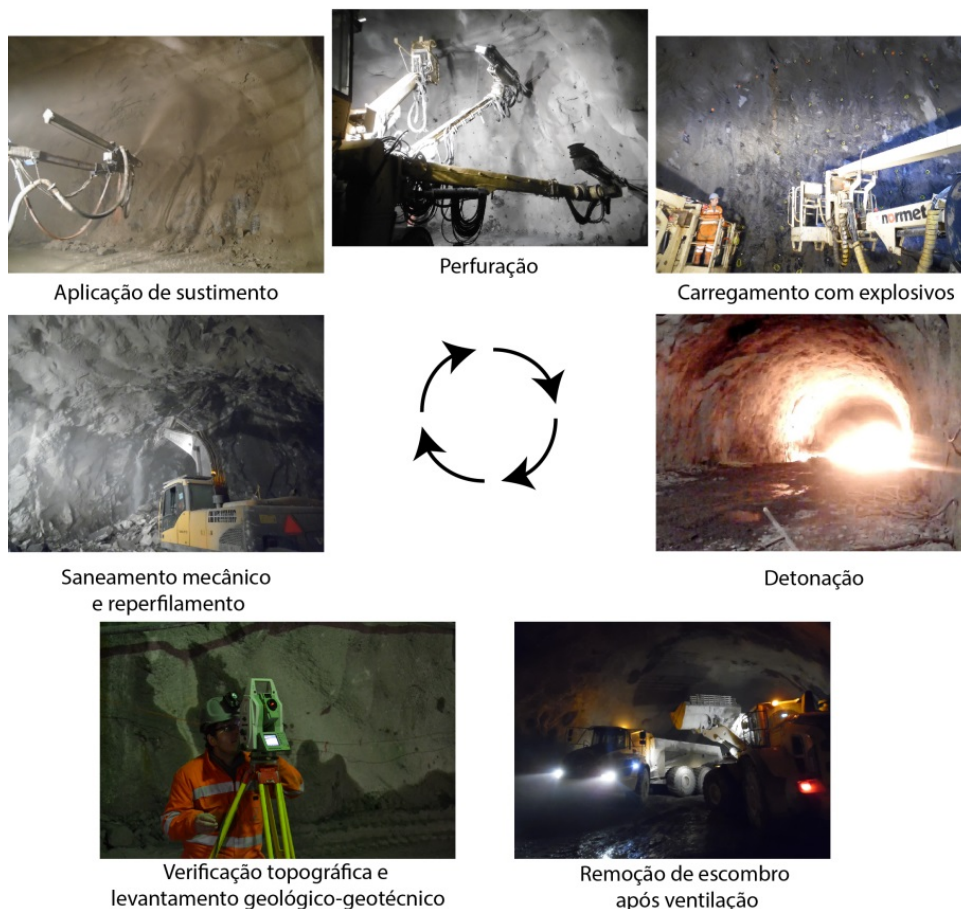 Perfuração
Aplicação de sustimento
Carregamento com explosivos
normet
Saneamento mecânico
e reperfilamento
Detonação
Verificação topográfica e
levantamento geológico-geotécnico
Remoção de escombro
após ventilação